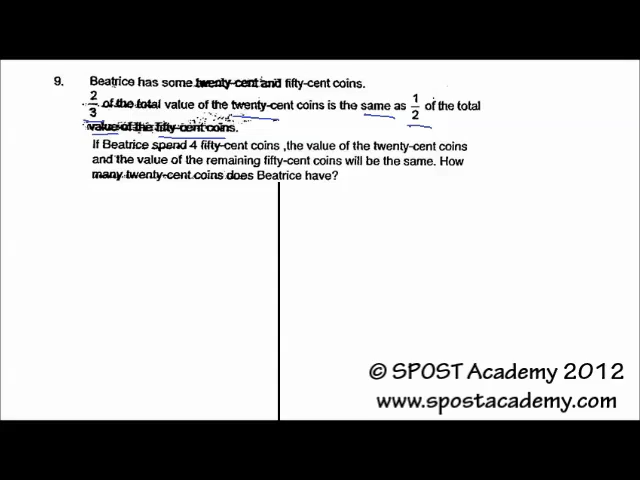 9. Beatrice has some twenty-cent and fifty-cent coins.
2/3 of the total value of the twenty-cent coins is the same as 1/2 of the total
value of the fifty-cent coins.
If Beatrice spend 4 fifty-cent coins ,the value of the twenty-cent coins
and the value of the remaining fifty-cent coins will be the same. How
many twenty-cent coins does Beatrice have?
© SPOST Academy 2012
www.spostacademy.com